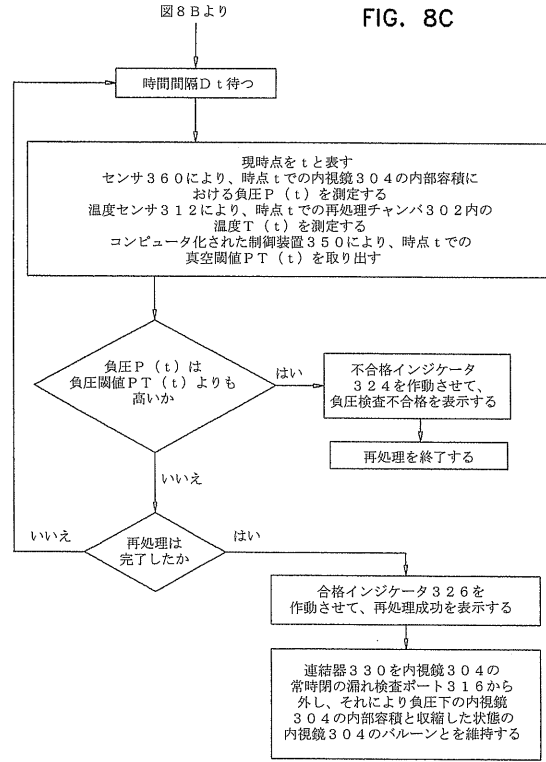 図8Bより
FIG. 8C
時間間隔Dt待つ
現時点をtと表す
センサ360により、時点tでの内視鏡304の内部容積に
おける負圧P(t)を測定する
温度センサ312により、時点tでの再処理チャンバ302内の
温度T(t)を測定する
コンピュータ化された制御装置350により、時点tでの
真空閾値PT(t)を取り出す
負圧P(t)は
負圧閾値PT(t)よりも
高いか
はい
不合格インジケータ
324を作動させて、
負圧検査不合格を表示する
再処理を終了する
いいえ
いいえ
再処理は
完了したか
はい
合格インジケータ326を
作動させて、再処理成功を表示する
連結器330を内視鏡304の
常時閉の漏れ検査ポート316から
外し、それにより負圧下の内視鏡
304の内部容積と収縮した状態の
内視鏡304のバルーンとを維持する